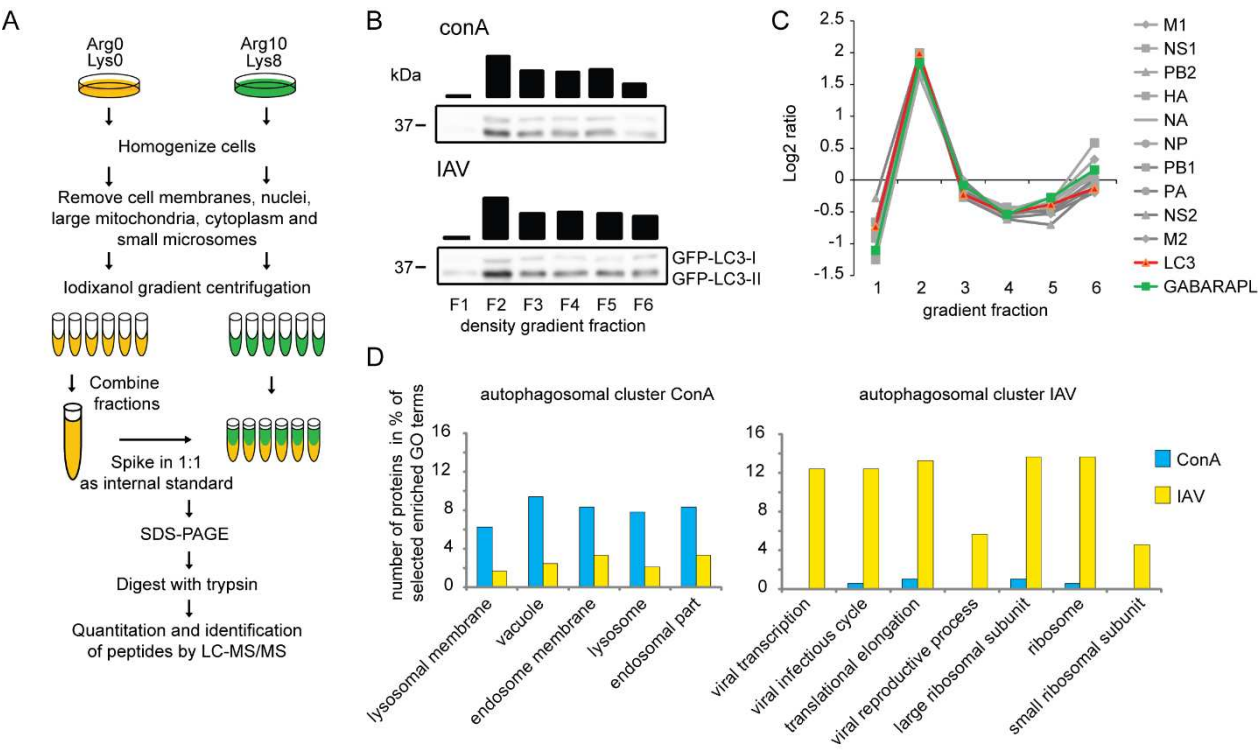 A
Arg0
Lys0
Arg10
Lys8
Homogenize cells
Remove cell membranes, nuclei,
large mitochondria, cytoplasm and
small microsomes
Iodixanol gradient centrifugation
Combine
fractions
Spike in 1:1
as internal standard
SDS-PAGE
Digest with trypsin
Quantitation and identification
of peptides by LC-MS/MS
B
conA
kDa
37
IAV
37
GFP-LC3-I
GFP-LC3-II
F1 F2 F3 F4 F5 F6
density gradient fraction
C
Log2 ratio
2.5
2
1.5
1
0.5
0
-0.5
-1
-1.5
1 2 3 4 5 6
gradient fraction
M1
NS1
PB2
HA
NA
NP
PB1
PA
NS2
M2
LC3
GABARAPL
D
number of proteins in % of
selected enriched GO terms
autophagosomal cluster ConA
16
12
8
4
0
lysosomal membrane
vacuole
endosome membrane
lysosome
endosomal part
autophagosomal cluster IAV
16
12
8
4
0
viral transcription
viral infectious cycle
translational elongation
viral reproductive process
large ribosomal subunit
ribosome
small ribosomal subunit
ConA
IAV